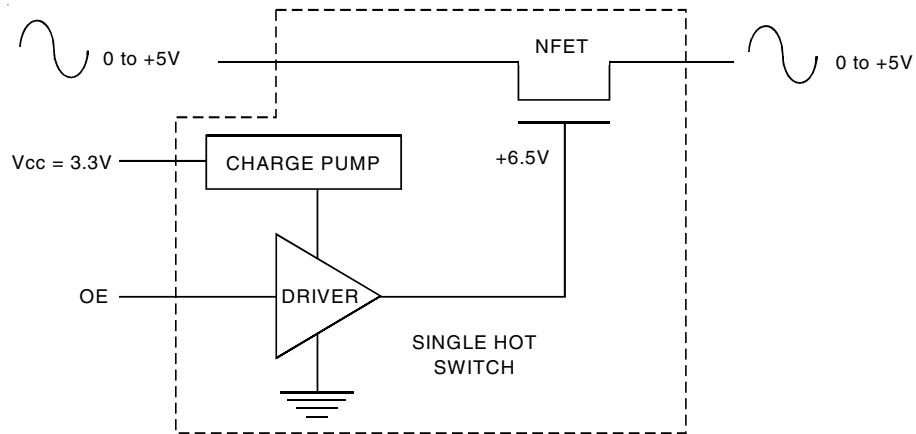 NFET
0 to +5V
0 to +5V
+6.5V
Vcc = 3.3V
CHARGE PUMP
OE
DRIVER
SINGLE HOT
SWITCH